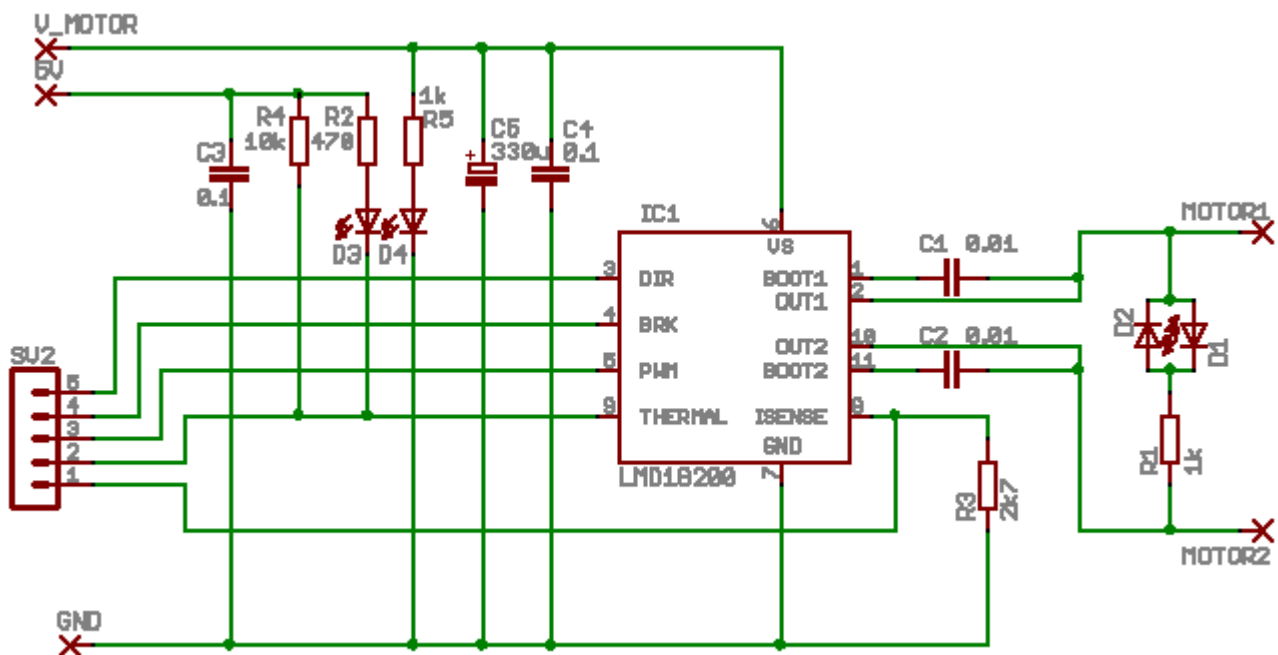 V_MOTOR
5V
1k
R4 R2 R5
10k 470
C3
0.1
C5 C4
330u 0.1
+
D3 D4
IC1
6
VS
MOTOR1
C1 0.01
3 DIR BOOT1 1
OUT1 2
4 BRK
OUT2 10
C2 0.01
5 PWM BOOT2 11
D2 D1
SV2
5
4
3
2
1
9 THERMAL ISENSE 8
GND
7
LMD18200
R3 2k7
R1 1k
MOTOR2
GND